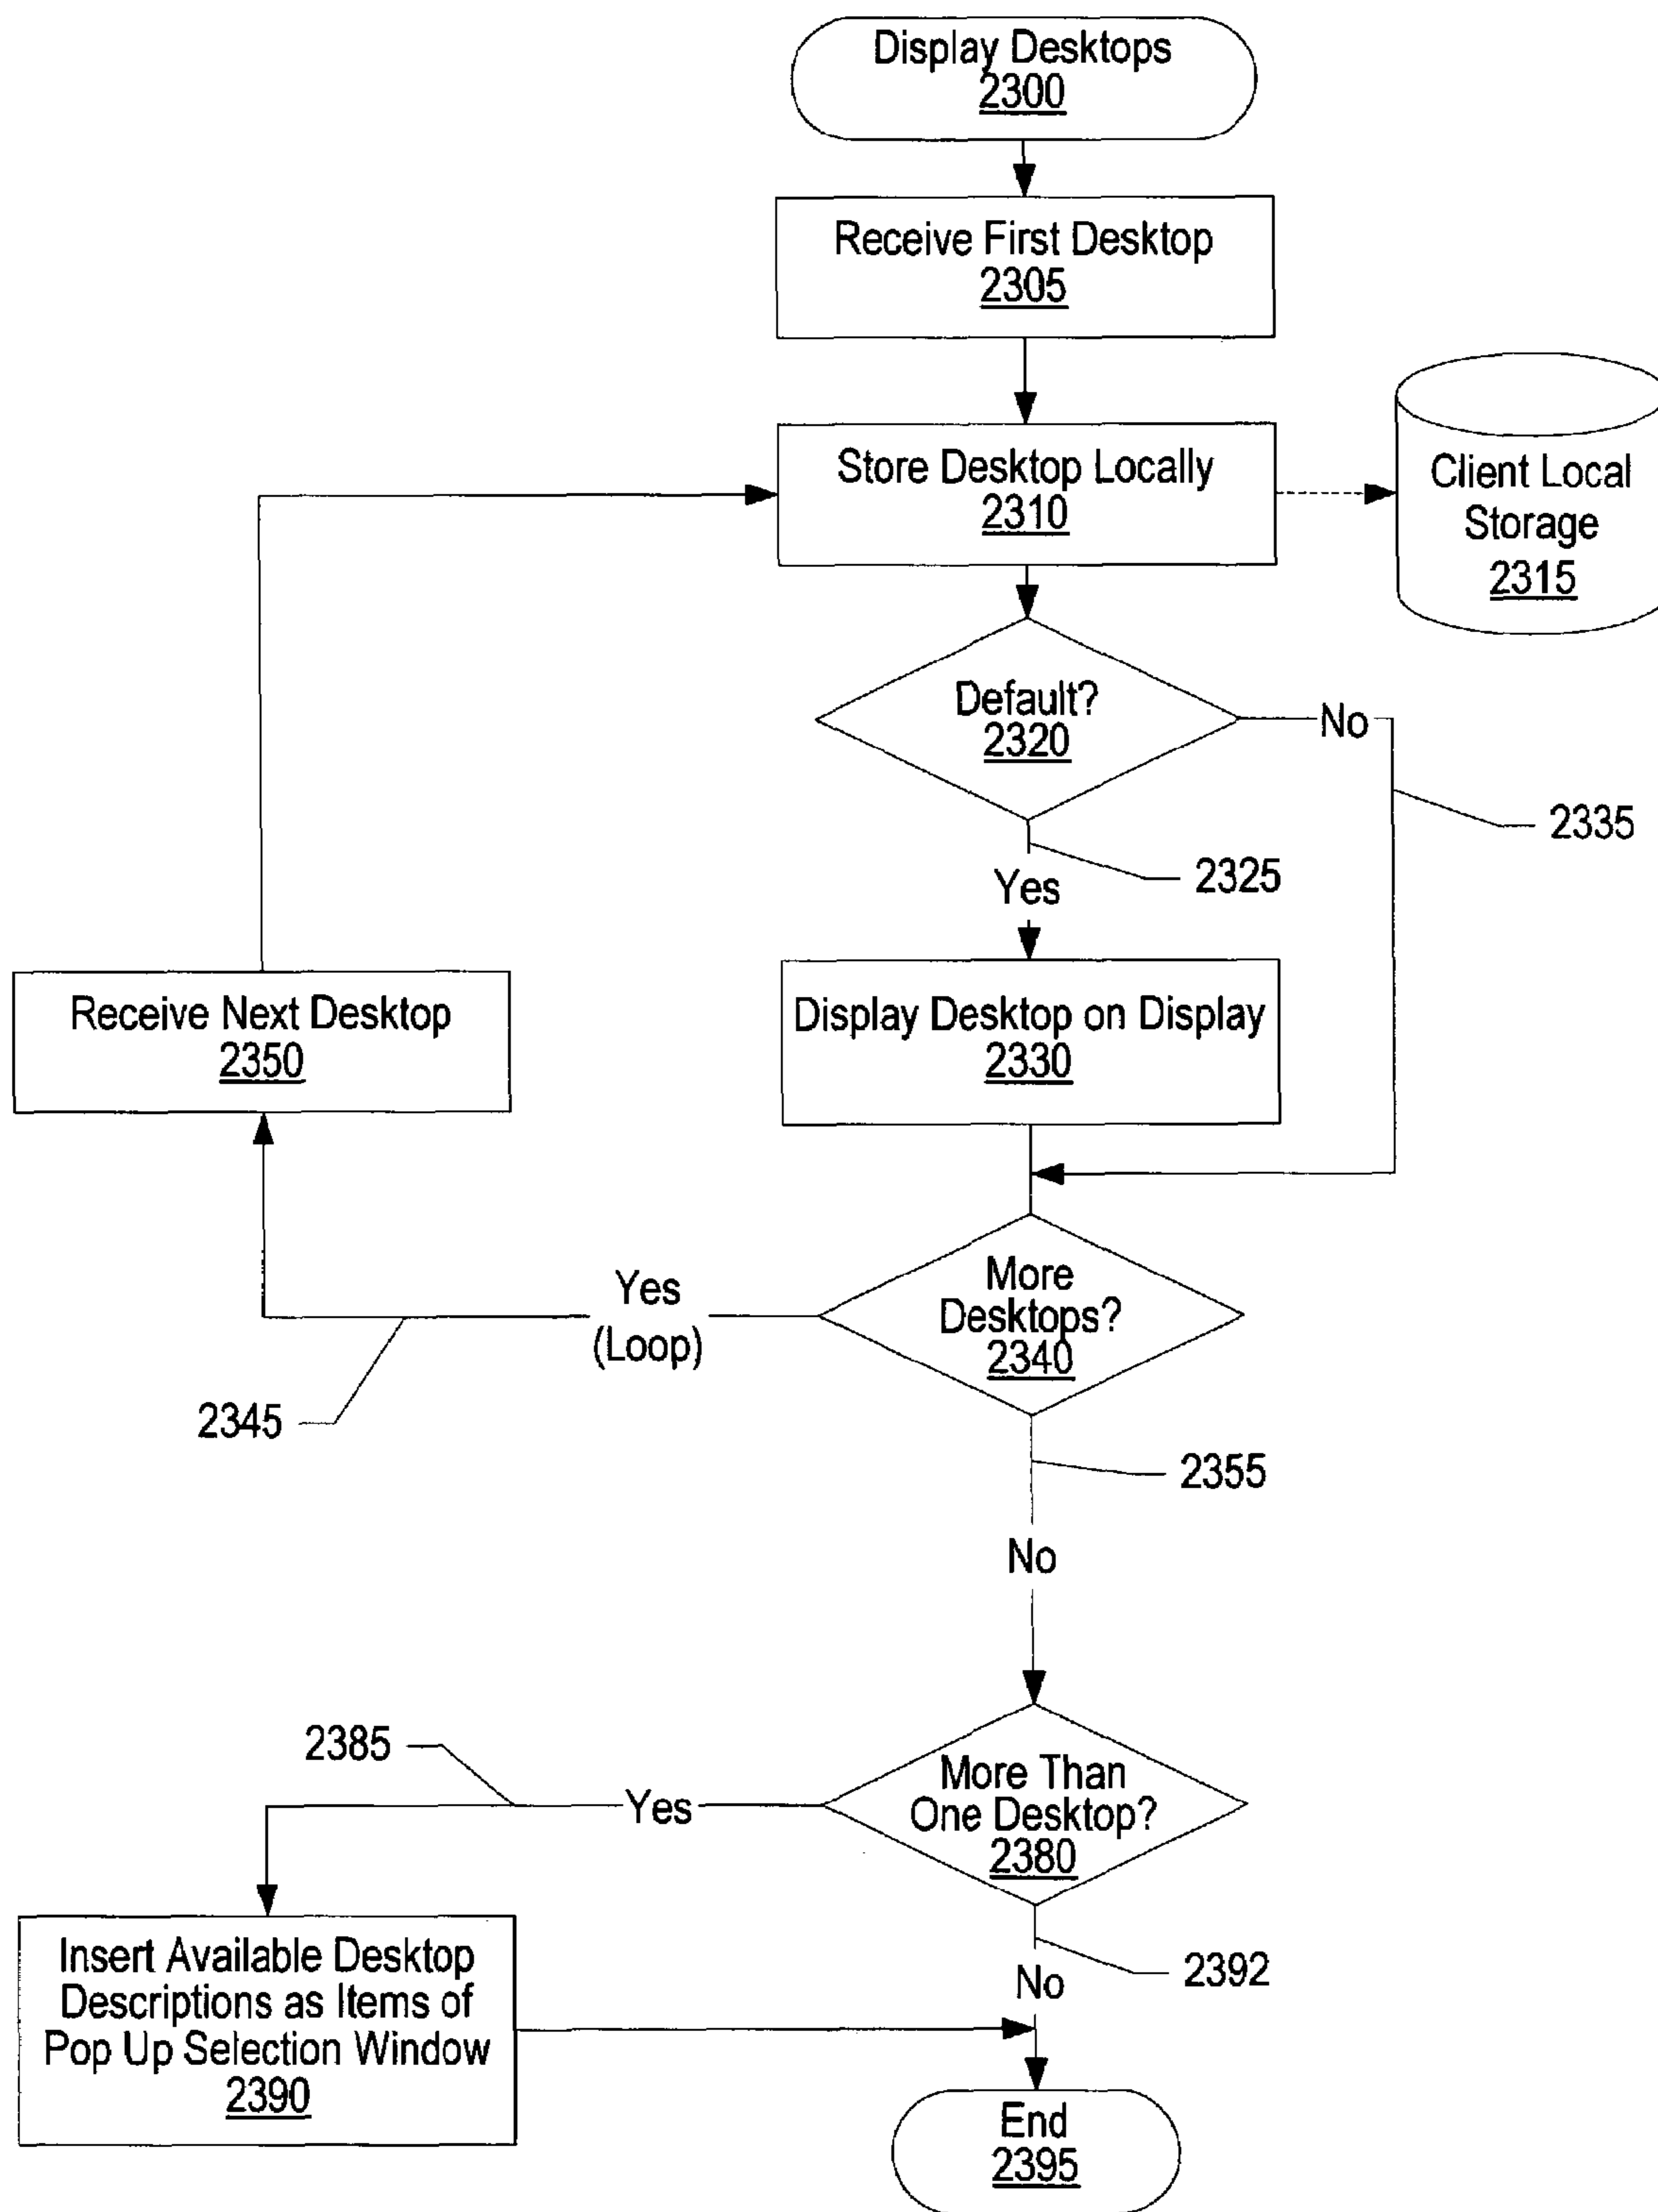 Display Desktops
2300
Receive First Desktop
2305
Store Desktop Locally
2310
Client Local
Storage
2315
Default?
2320
No
2335
2325
Yes
Receive Next Desktop
2350
Display Desktop on Display
2330
More
Desktops?
2340
Yes
(Loop)
2345
2355
No
2385
Yes
More Than
One Desktop?
2380
2392
No
Insert Available Desktop
Descriptions as Items of
Pop Up Selection Window
2390
End
2395